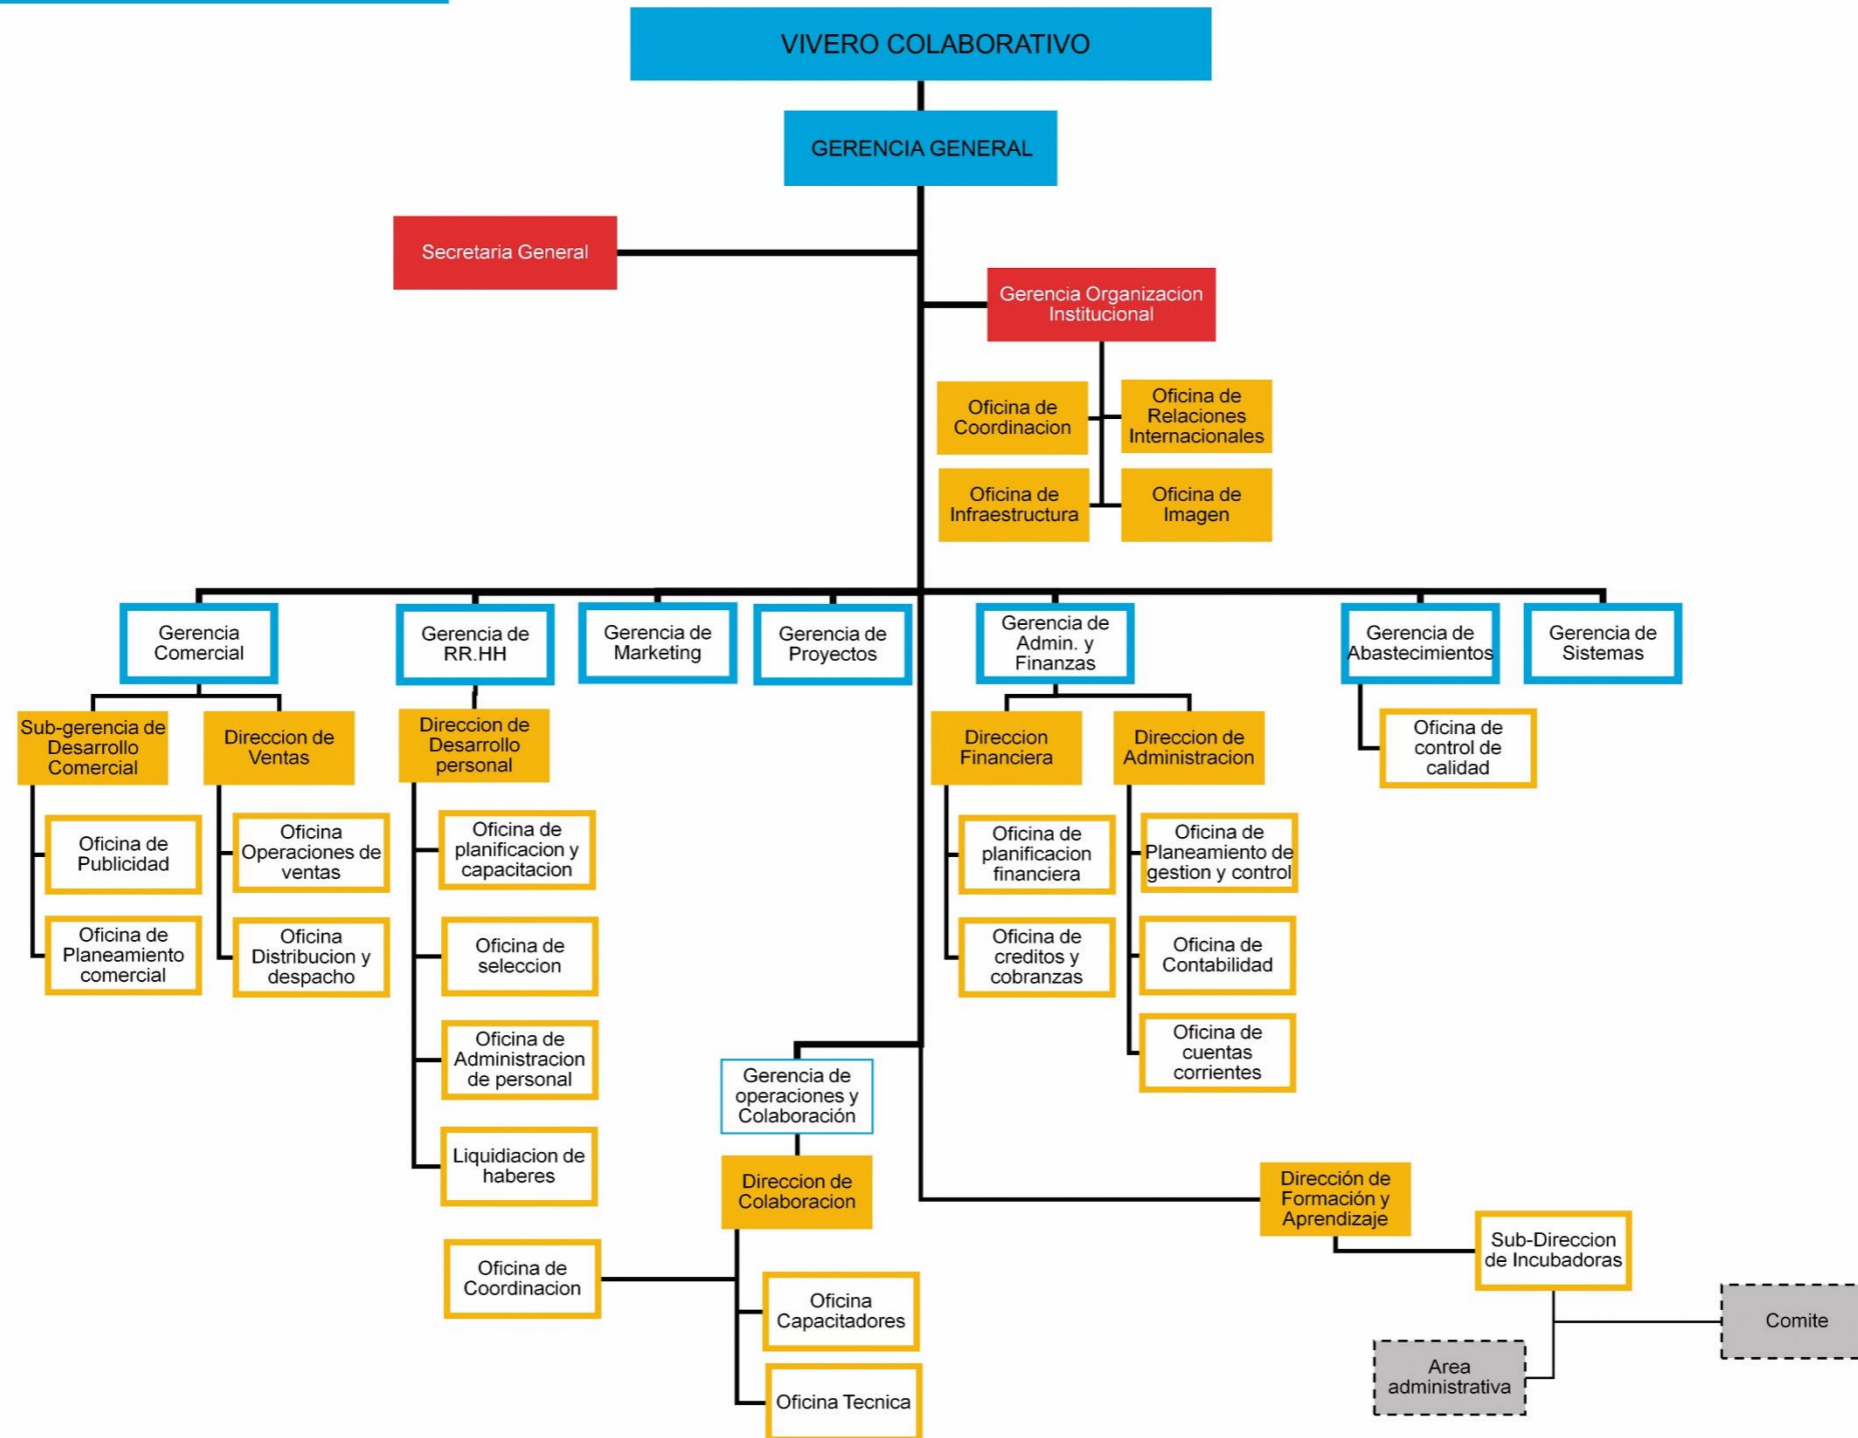 VIVERO COLABORATIVO
GERENCIA GENERAL
Secretaria General
Gerencia Organizacion
Institucional
Oficina de
Coordinacion
Oficina de
Relaciones
Internacionales
Oficina de
Infraestructura
Oficina de
Imagen
Gerencia
Comercial
Gerencia de
RR.HH
Gerencia de
Marketing
Gerencia de
Proyectos
Gerencia de
Admin. y
Finanzas
Gerencia de
Abastecimientos
Gerencia de
Sistemas
Sub-gerencia de
Desarrollo
Comercial
Direccion de
Ventas
Direccion de
Desarrollo
personal
Direccion
Financiera
Direccion de
Administracion
Oficina de
control de
calidad
Oficina de
Publicidad
Oficina
Operaciones de
ventas
Oficina de
planificacion y
capacitacion
Oficina de
planificacion
financiera
Oficina de
Planeamiento de
gestion y control
Oficina de
Planeamiento
comercial
Oficina
Distribucion y
despacho
Oficina de
seleccion
Oficina de
creditos y
cobranzas
Oficina de
Contabilidad
Oficina de
Administracion
de personal
Oficina de
cuentas
corrientes
Gerencia de
operaciones y
Colaboración
Liquidiacion de
haberes
Direccion de
Colaboracion
Dirección de
Formación y
Aprendizaje
Sub-Direccion
de Incubadoras
Oficina de
Coordinacion
Oficina
Capacitadores
Comite
Area
administrativa
Oficina Tecnica